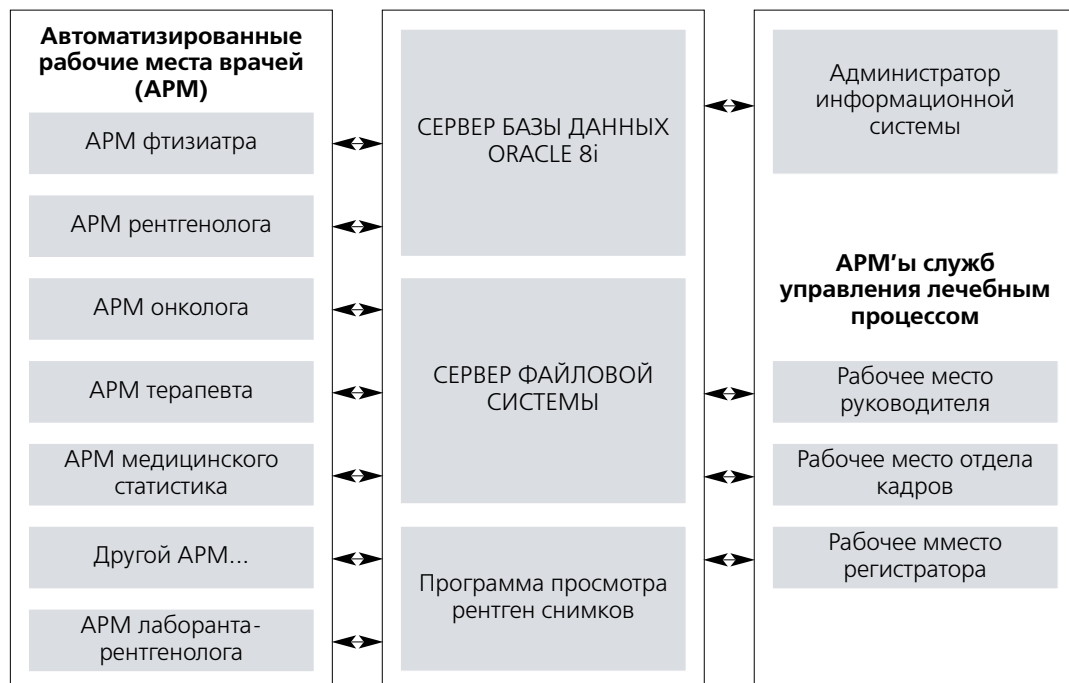 Автоматизированные
рабочие места врачей
(АРМ)
АРМ фтизиатра
АРМ рентгенолога
АРМ онколога
АРМ терапевта
АРМ медицинского
статистика
Другой АРМ...
АРМ лаборанта-
рентгенолога
СЕРВЕР БАЗЫ ДАННЫХ
ORACLE 8i
СЕРВЕР ФАЙЛОВОЙ
СИСТЕМЫ
Программа просмотра
рентген снимков
Администратор
информационной
системы
АРМ'ы служб
управления лечебным
процессом
Рабочее место
руководителя
Рабочее место отдела
кадров
Рабочее мместо
регистратора